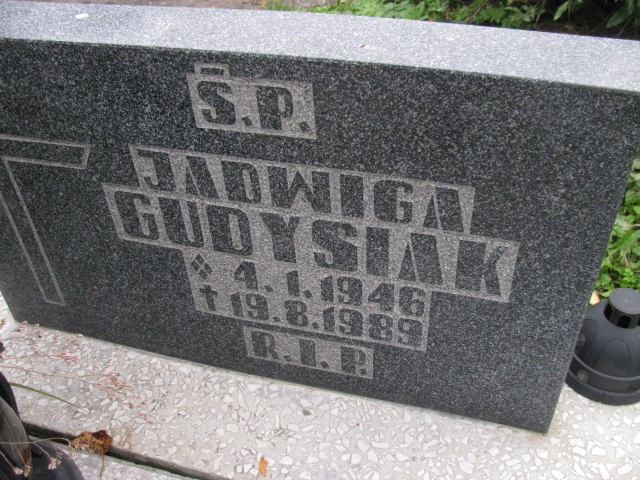 Ś.P.
JADWIGA
GUDYSIAK
4.1.1946
✝ 19.8.1989
R.I.P.